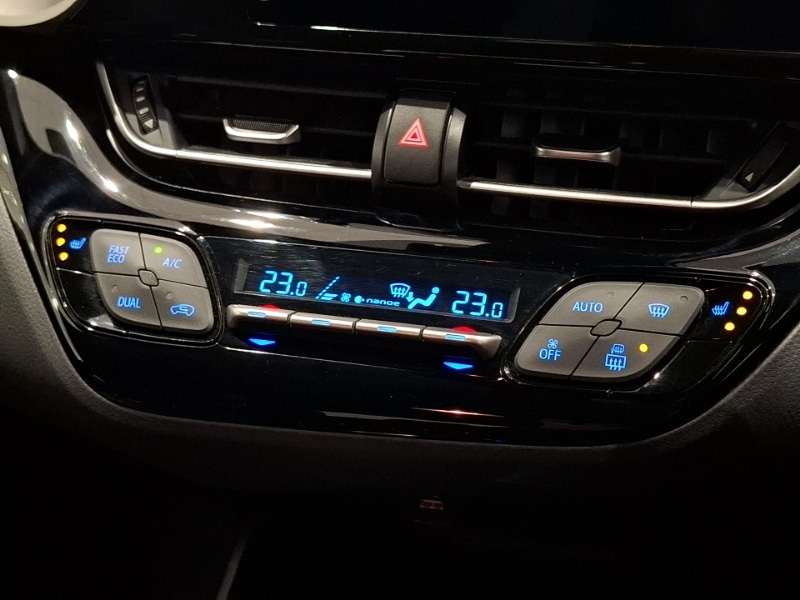 FAST
ECO
A/C
DUAL
23.0
nanoe
23.0
AUTO
OFF